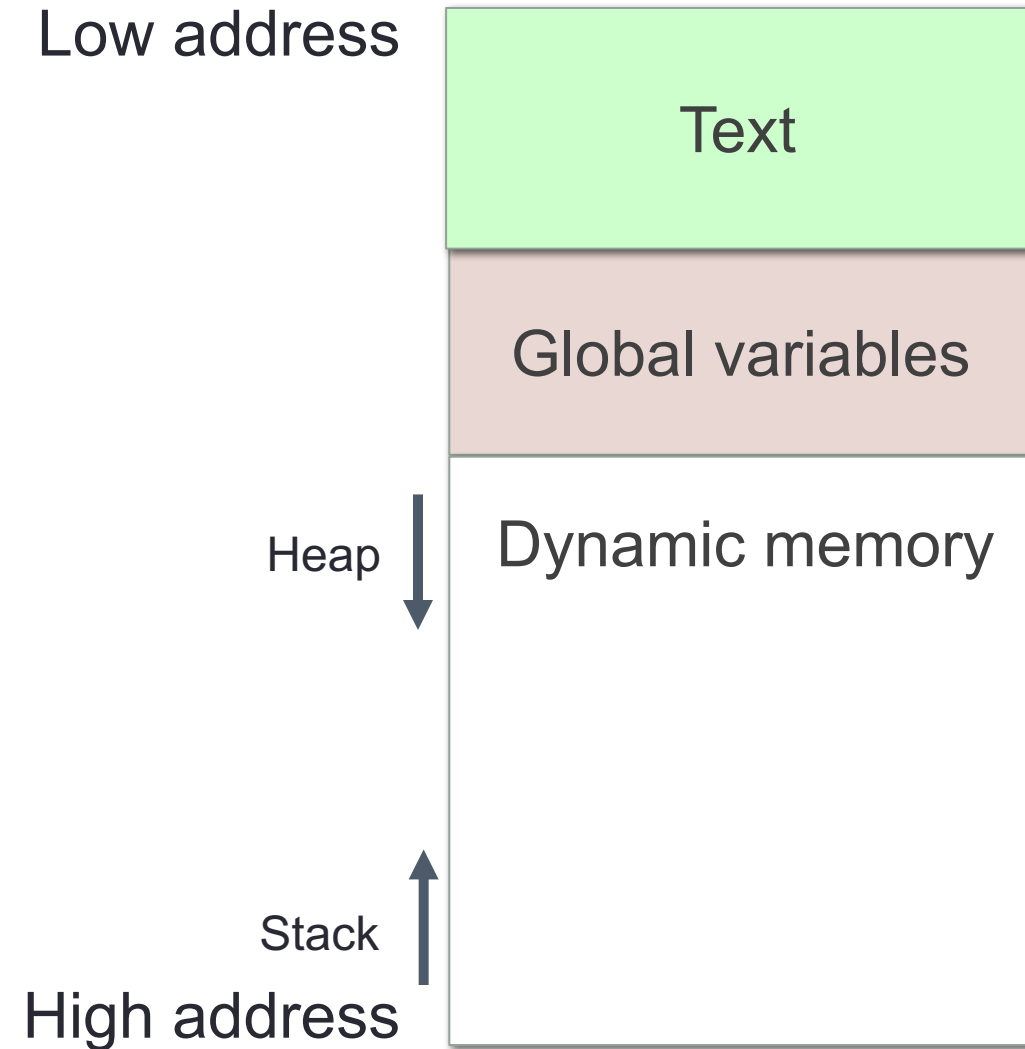 Low address
Text
Global variables
Heap
Dynamic memory
Stack
High address